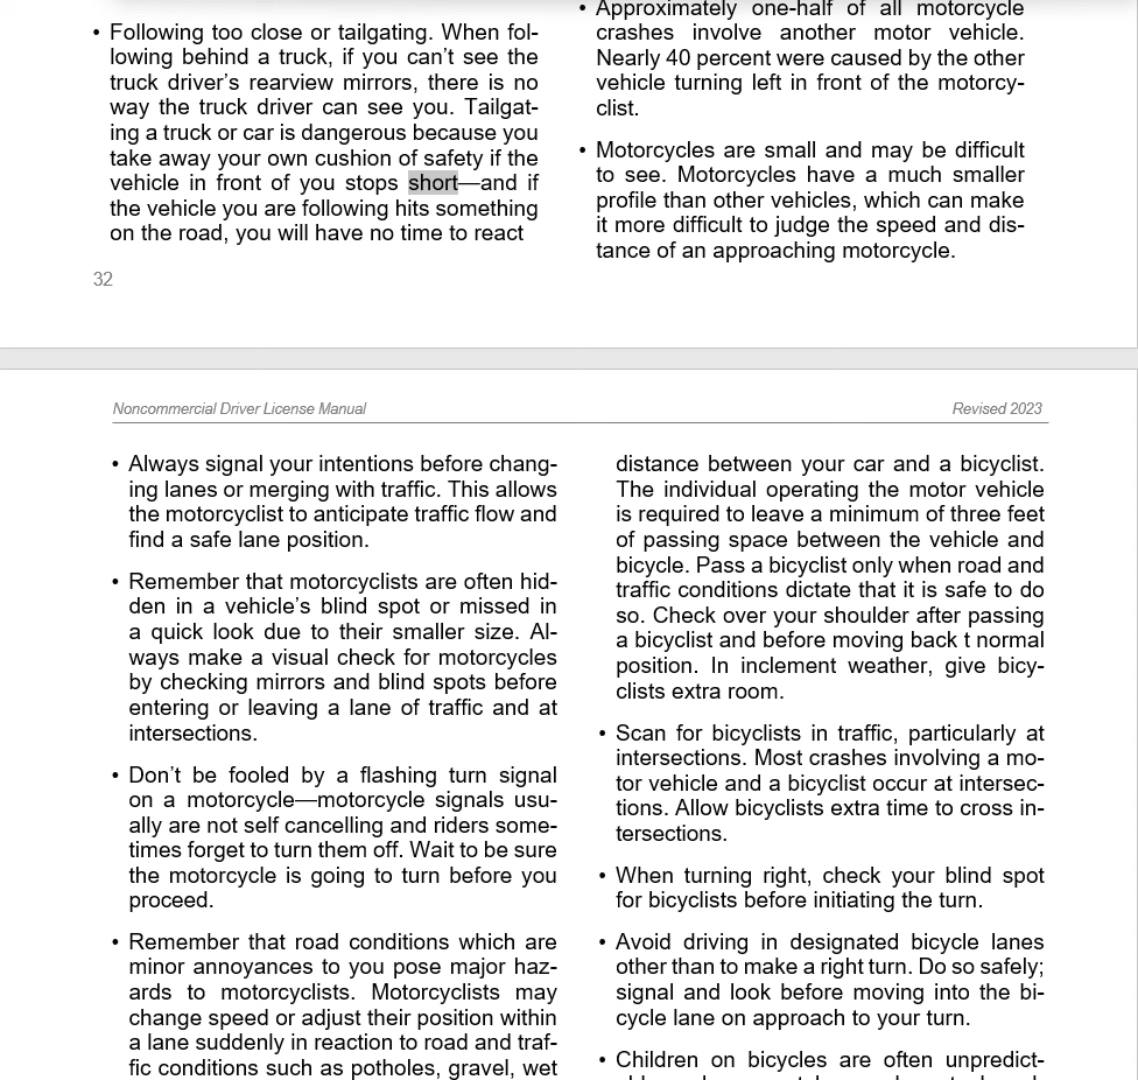 • Following too close or tailgating. When fol-
lowing behind a truck, if you can’t see the
truck driver’s rearview mirrors, there is no
way the truck driver can see you. Tailgat-
ing a truck or car is dangerous because you
take away your own cushion of safety if the
vehicle in front of you stops short—and if
the vehicle you are following hits something
on the road, you will have no time to react
32
• Approximately one-half of all motorcycle
crashes involve another motor vehicle.
Nearly 40 percent were caused by the other
vehicle turning left in front of the motorcy-
clist.
• Motorcycles are small and may be difficult
to see. Motorcycles have a much smaller
profile than other vehicles, which can make
it more difficult to judge the speed and dis-
tance of an approaching motorcycle.
Noncommercial Driver License Manual
Revised 2023
• Always signal your intentions before chang-
ing lanes or merging with traffic. This allows
the motorcyclist to anticipate traffic flow and
find a safe lane position.
• Remember that motorcyclists are often hid-
den in a vehicle’s blind spot or missed in
a quick look due to their smaller size. Al-
ways make a visual check for motorcycles
by checking mirrors and blind spots before
entering or leaving a lane of traffic and at
intersections.
• Don’t be fooled by a flashing turn signal
on a motorcycle—motorcycle signals usu-
ally are not self cancelling and riders some-
times forget to turn them off. Wait to be sure
the motorcycle is going to turn before you
proceed.
• Remember that road conditions which are
minor annoyances to you pose major haz-
ards to motorcyclists. Motorcyclists may
change speed or adjust their position within
a lane suddenly in reaction to road and traf-
fic conditions such as potholes, gravel, wet
distance between your car and a bicyclist.
The individual operating the motor vehicle
is required to leave a minimum of three feet
of passing space between the vehicle and
bicycle. Pass a bicyclist only when road and
traffic conditions dictate that it is safe to do
so. Check over your shoulder after passing
a bicyclist and before moving back t normal
position. In inclement weather, give bicy-
clists extra room.
• Scan for bicyclists in traffic, particularly at
intersections. Most crashes involving a mo-
tor vehicle and a bicyclist occur at intersec-
tions. Allow bicyclists extra time to cross in-
tersections.
• When turning right, check your blind spot
for bicyclists before initiating the turn.
• Avoid driving in designated bicycle lanes
other than to make a right turn. Do so safely;
signal and look before moving into the bi-
cycle lane on approach to your turn.
• Children on bicycles are often unpredict-